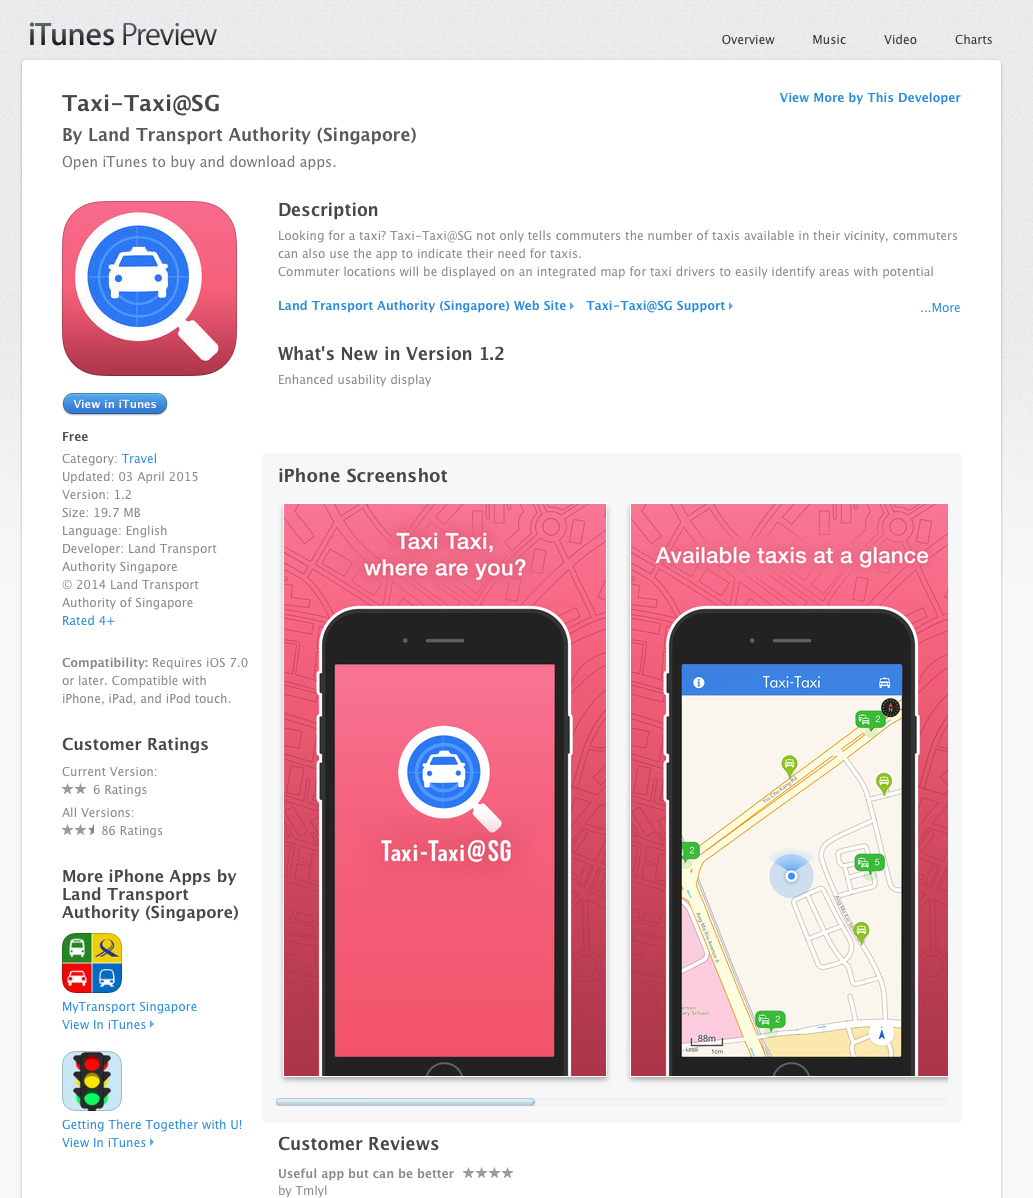 iTunes Preview
Overview Music Video Charts
Taxi-Taxi@SG
View More by This Developer
By Land Transport Authority (Singapore)
Open iTunes to buy and download apps.
Description
Looking for a taxi? Taxi-Taxi@SG not only tells commuters the number of taxis available in their vicinity, commuters
can also use the app to indicate their need for taxis.
Commuter locations will be displayed on an integrated map for taxi drivers to easily identify areas with potential
Land Transport Authority (Singapore) Web Site Taxi-Taxi@SG Support ...More
What's New in Version 1.2
Enhanced usability display
View in iTunes
Free
Category: Travel
Updated: 03 April 2015
Version: 1.2
Size: 19.7 MB
Language: English
Developer: Land Transport
Authority Singapore
© 2014 Land Transport
Authority of Singapore
Rated 4+
Compatibility: Requires iOS 7.0
or later. Compatible with
iPhone, iPad, and iPod touch.
Customer Ratings
Current Version:
6 Ratings
All Versions:
86 Ratings
More iPhone Apps by
Land Transport
Authority (Singapore)
MyTransport Singapore
View In iTunes
Getting There Together with U!
View In iTunes
iPhone Screenshot
Taxi Taxi,
where are you?
Taxi-Taxi@SG
Available taxis at a glance
Taxi-Taxi
N
2
Yio Chu Kang Rd
2
5
Ang Mo Kio Avenue 6
2
88m
1cm
Customer Reviews
Useful app but can be better
by Tmlyl